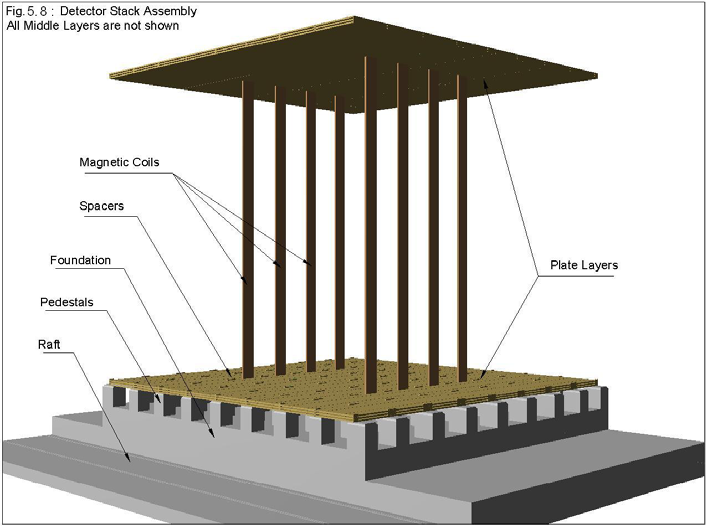 Fig. 5. 8 : Detector Stack Assembly
All Middle Layers are not shown
Magnetic Coils
Spacers
Foundation
Plate Layers
Pedestals
Raft